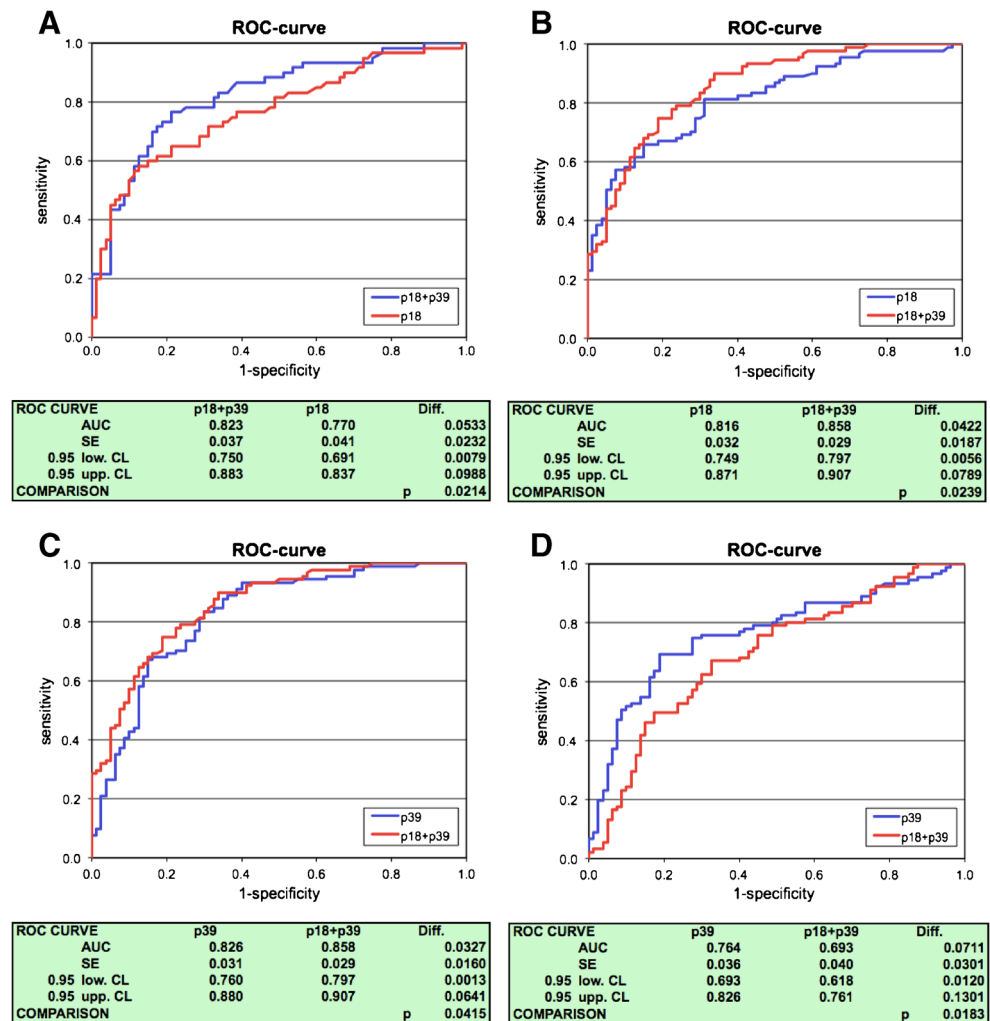 A
ROC-curve
1.0
0.8
0.6
0.4
0.2
0.0
sensitivity
0.0 0.2 0.4 0.6 0.8 1.0
1-specificity
p18+p39
p18
ROC CURVE p18+p39 p18 Diff.
AUC 0.823 0.770 0.0533
SE 0.037 0.041 0.0232
0.95 low. CL 0.750 0.691 0.0079
0.95 upp. CL 0.883 0.837 0.0988
COMPARISON p 0.0214
B
ROC-curve
1.0
0.8
0.6
0.4
0.2
0.0
sensitivity
0.0 0.2 0.4 0.6 0.8 1.0
1-specificity
p18
p18+p39
ROC CURVE p18 p18+p39 Diff.
AUC 0.816 0.858 0.0422
SE 0.032 0.029 0.0187
0.95 low. CL 0.749 0.797 0.0056
0.95 upp. CL 0.871 0.907 0.0789
COMPARISON p 0.0239
C
ROC-curve
1.0
0.8
0.6
0.4
0.2
0.0
sensitivity
0.0 0.2 0.4 0.6 0.8 1.0
1-specificity
p39
p18+p39
ROC CURVE p39 p18+p39 Diff.
AUC 0.826 0.858 0.0327
SE 0.031 0.029 0.0160
0.95 low. CL 0.760 0.797 0.0013
0.95 upp. CL 0.880 0.907 0.0641
COMPARISON p 0.0415
D
ROC-curve
1.0
0.8
0.6
0.4
0.2
0.0
sensitivity
0.0 0.2 0.4 0.6 0.8 1.0
1-specificity
p39
p18+p39
ROC CURVE p39 p18+p39 Diff.
AUC 0.764 0.693 0.0711
SE 0.036 0.040 0.0301
0.95 low. CL 0.693 0.618 0.0120
0.95 upp. CL 0.826 0.761 0.1301
COMPARISON p 0.0183